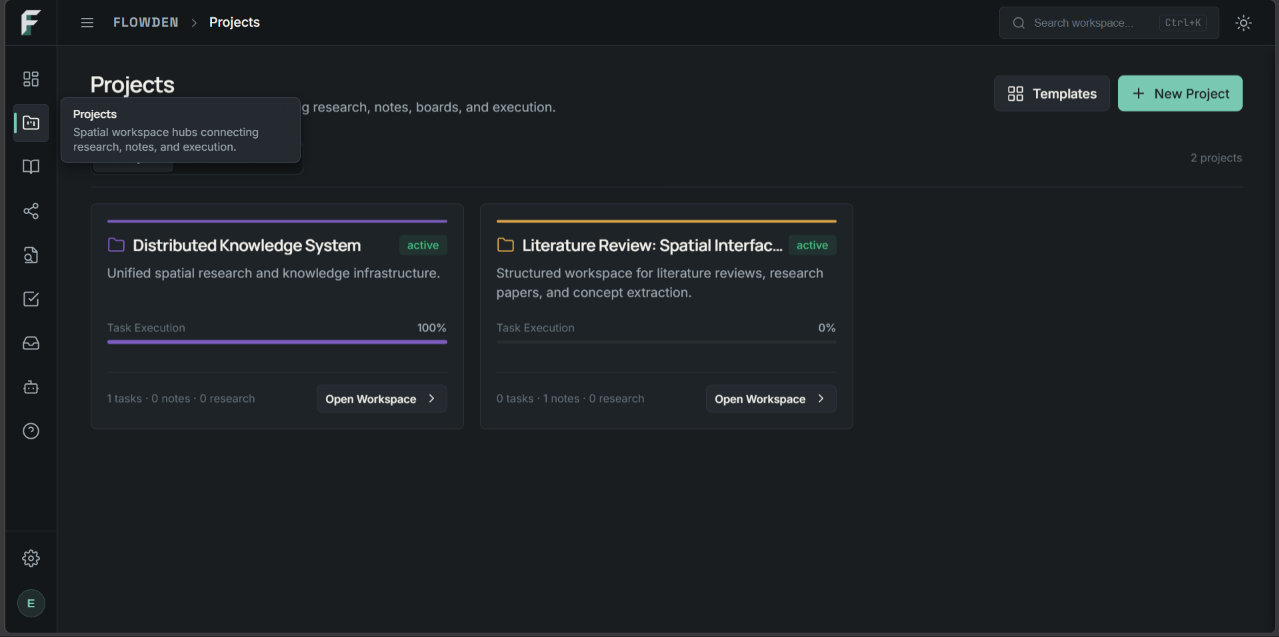 FLOWDEN > Projects
Search workspace... Ctrl+K
Projects
research, notes, boards, and execution.
Templates
+ New Project
Projects
Spatial workspace hubs connecting
research, notes, and execution.
2 projects
Distributed Knowledge System active
Unified spatial research and knowledge infrastructure.
Task Execution 100%
1 tasks · 0 notes · 0 research
Open Workspace >
Literature Review: Spatial Interfac... active
Structured workspace for literature reviews, research
papers, and concept extraction.
Task Execution 0%
0 tasks · 1 notes · 0 research
Open Workspace >
E